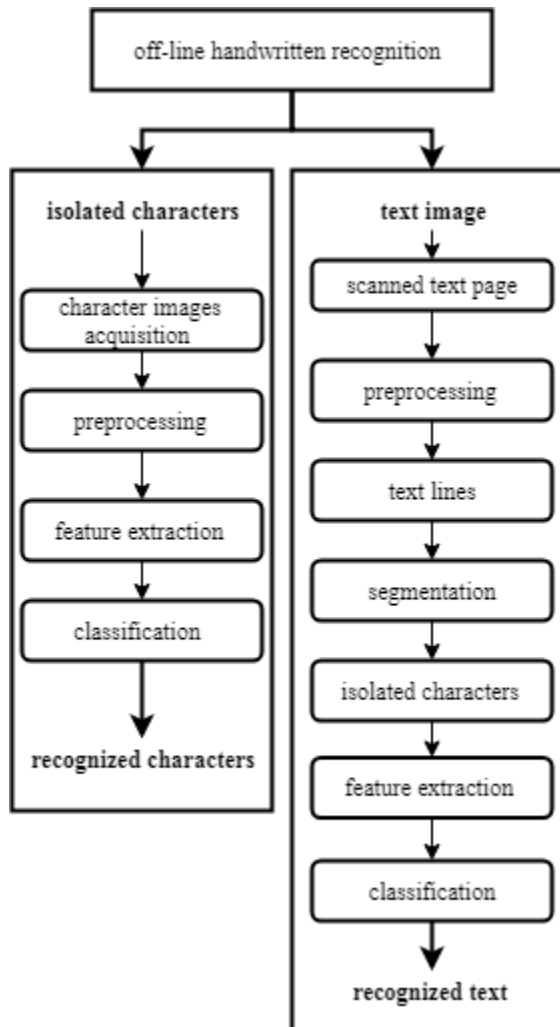 off-line handwritten recognition
isolated characters
character images
acquisition
preprocessing
feature extraction
classification
recognized characters
text image
scanned text page
preprocessing
text lines
segmentation
isolated characters
feature extraction
classification
recognized text